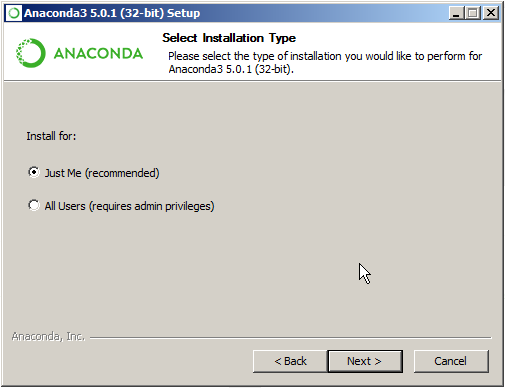 Anaconda3 5.0.1 (32-bit) Setup
ANACONDA
Select Installation Type
Please select the type of installation you would like to perform for
Anaconda3 5.0.1 (32-bit).
Install for:
Just Me (recommended)
All Users (requires admin privileges)
Anaconda, Inc.
< Back
Next >
Cancel